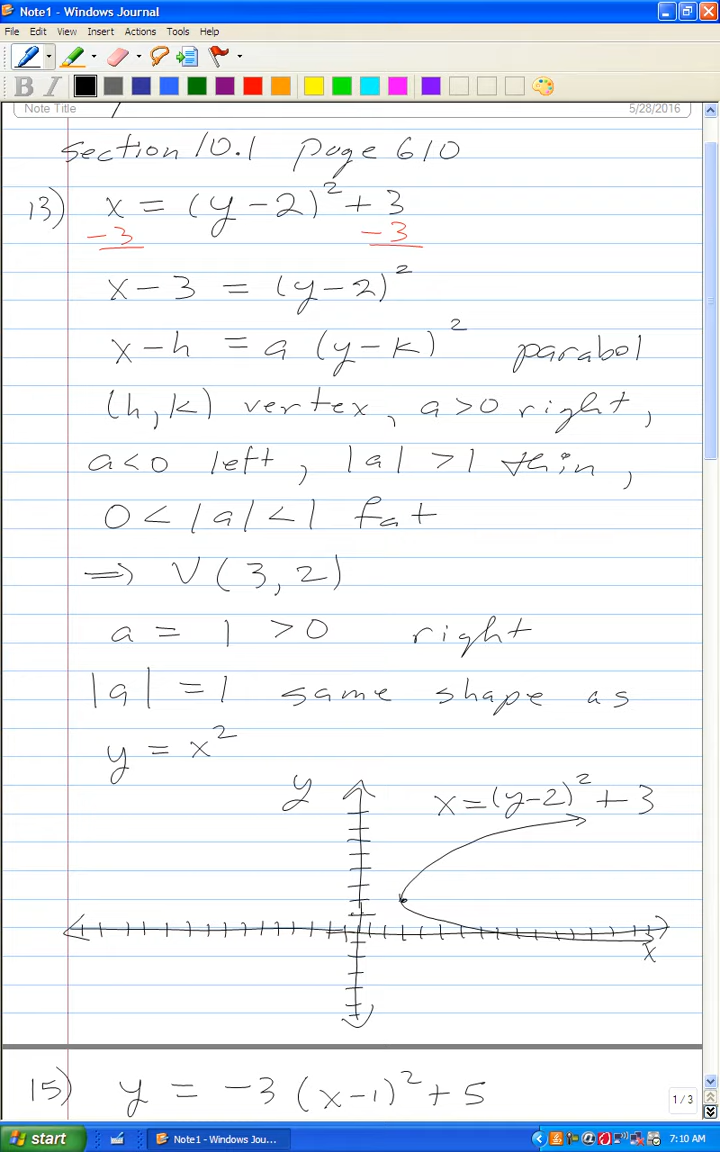 Note1 - Windows Journal
File Edit View Insert Actions Tools Help
B I
Note Title 5/28/2016
section 10.1 page 610
13) x = (y-2)² + 3
-3 -3
x - 3 = (y-2)²
x-h = a (y-k)² parabol
(h,k) vertex, a>0 right,
a<0 left, |a| >1 thin,
0 < |a| < 1 fat
⇒ V(3,2)
a = 1 >0 right
|a| = 1 same shape as
y = x²
y x=(y-2)² + 3
x
15) y = -3 (x-1)² + 5
1 / 3
start Note1 - Windows Jou... 7:10 AM